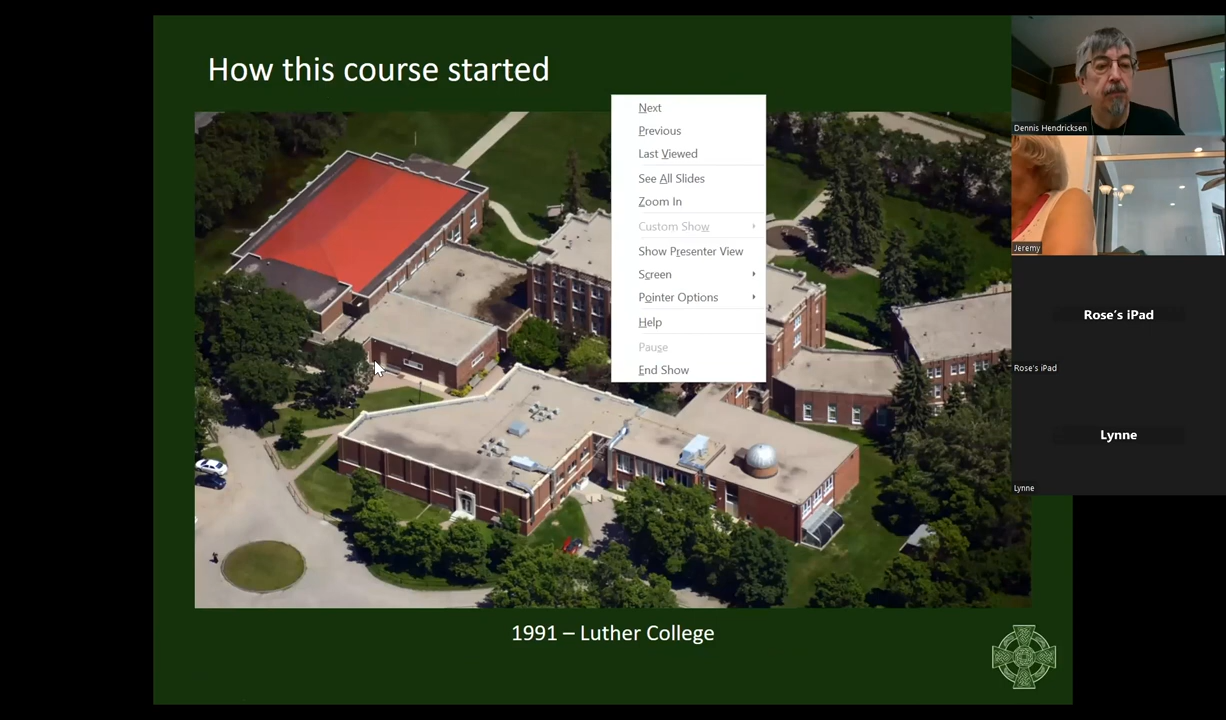 How this course started
Next
Previous
Last Viewed
See All Slides
Zoom In
Custom Show
Show Presenter View
Screen
Pointer Options
Help
Pause
End Show
1991 – Luther College
Dennis Hendricksen
Jeremy
Rose's iPad
Rose's iPad
Lynne
Lynne